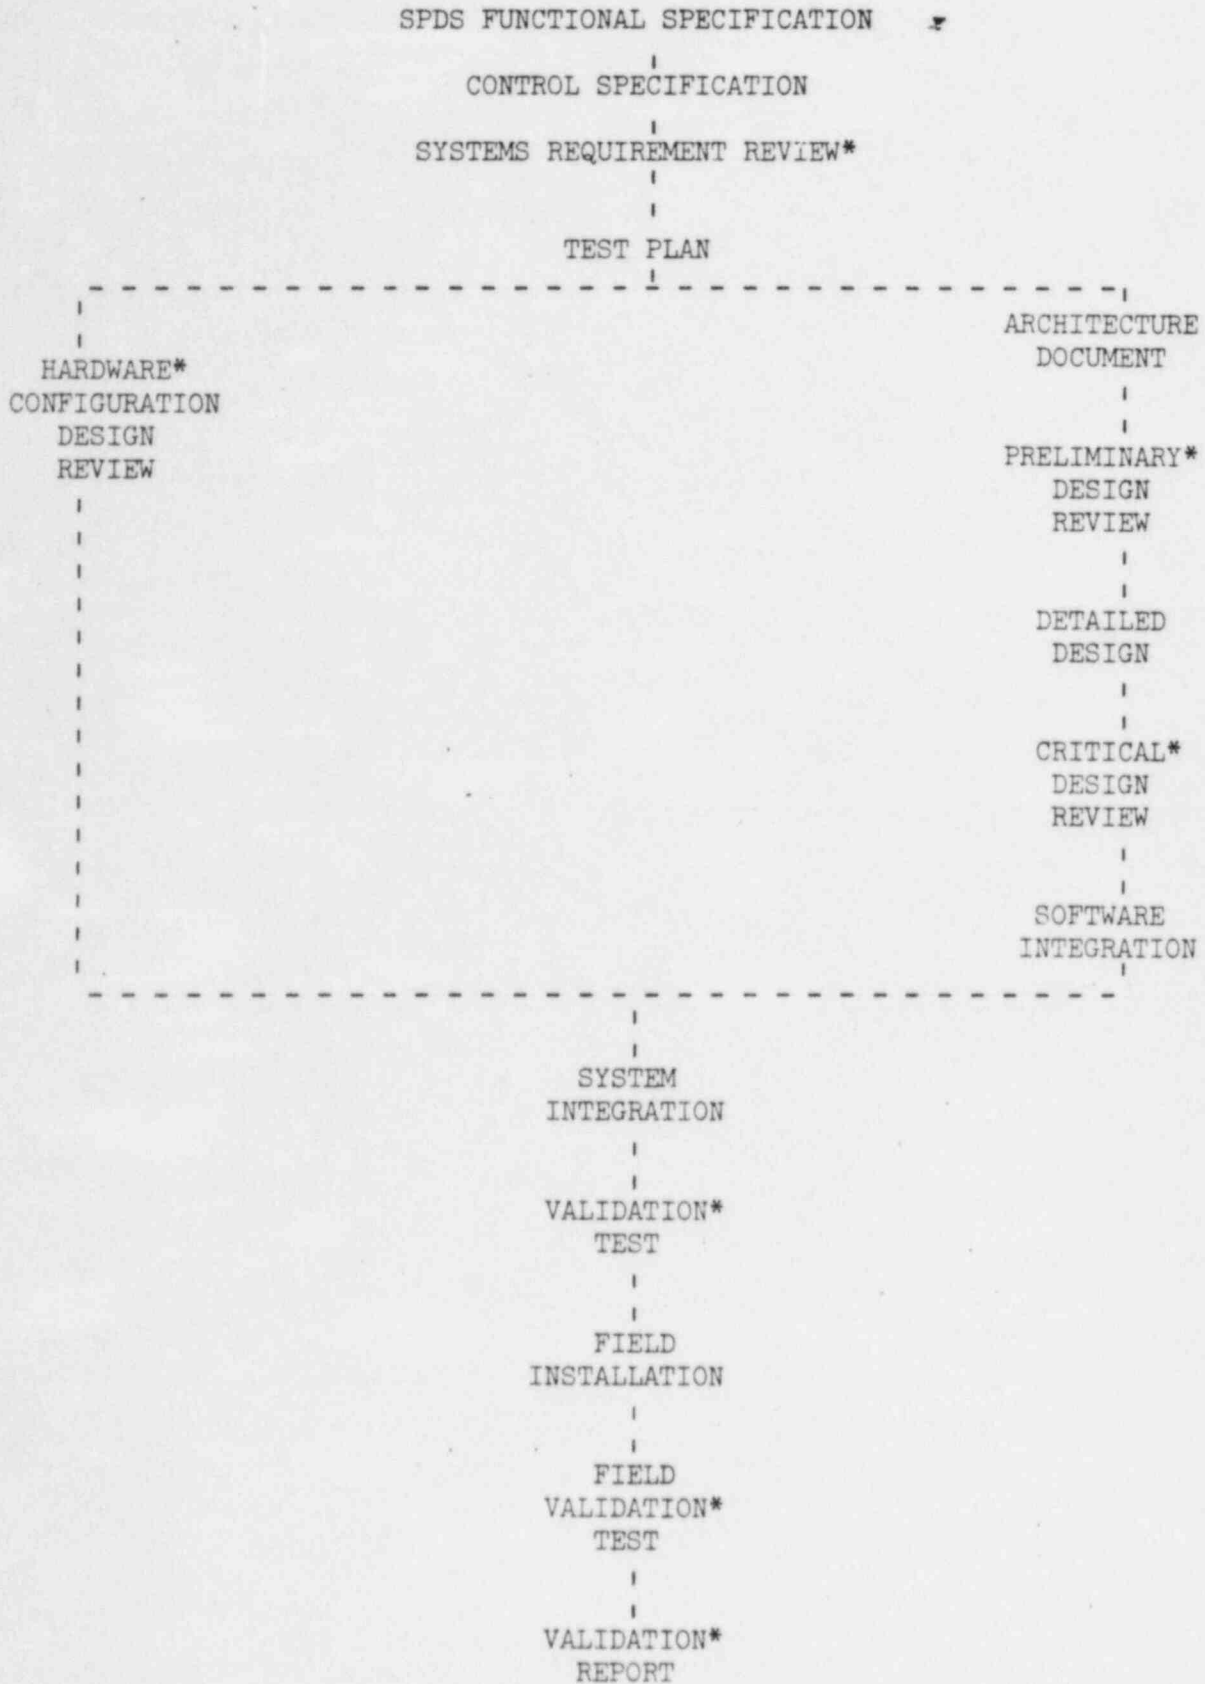 SPDS FUNCTIONAL SPECIFICATION
CONTROL SPECIFICATION
SYSTEMS REQUIREMENT REVIEW*
TEST PLAN
HARDWARE*
CONFIGURATION
DESIGN
REVIEW
ARCHITECTURE
DOCUMENT
PRELIMINARY*
DESIGN
REVIEW
DETAILED
DESIGN
CRITICAL*
DESIGN
REVIEW
SOFTWARE
INTEGRATION
SYSTEM
INTEGRATION
VALIDATION*
TEST
FIELD
INSTALLATION
FIELD
VALIDATION*
TEST
VALIDATION*
REPORT